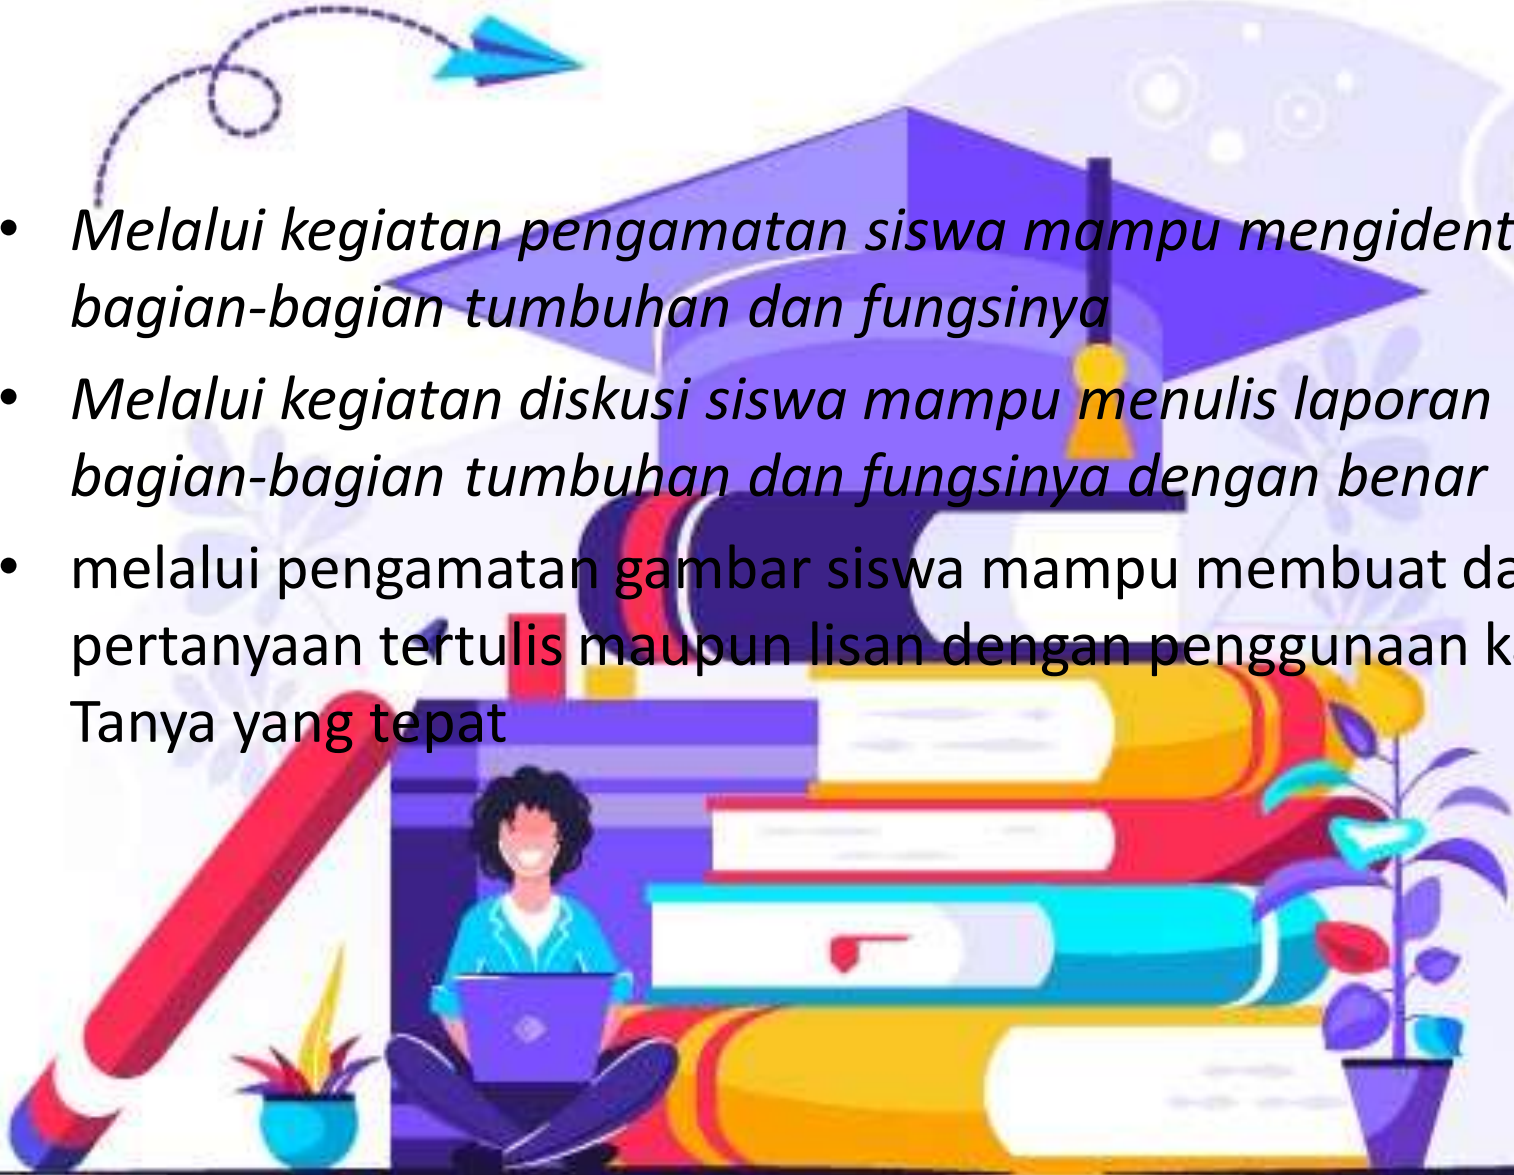 • Melalui kegiatan pengamatan siswa mampu mengident
bagian-bagian tumbuhan dan fungsinya
• Melalui kegiatan diskusi siswa mampu menulis laporan
bagian-bagian tumbuhan dan fungsinya dengan benar
• melalui pengamatan gambar siswa mampu membuat da
pertanyaan tertulis maupun lisan dengan penggunaan k
Tanya yang tepat